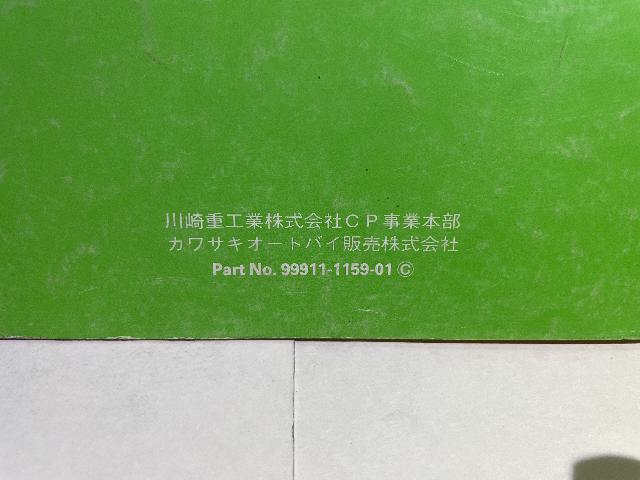 川崎重工業株式会社ＣＰ事業本部
カワサキオートバイ販売株式会社
Part No. 99911-1159-01 ©